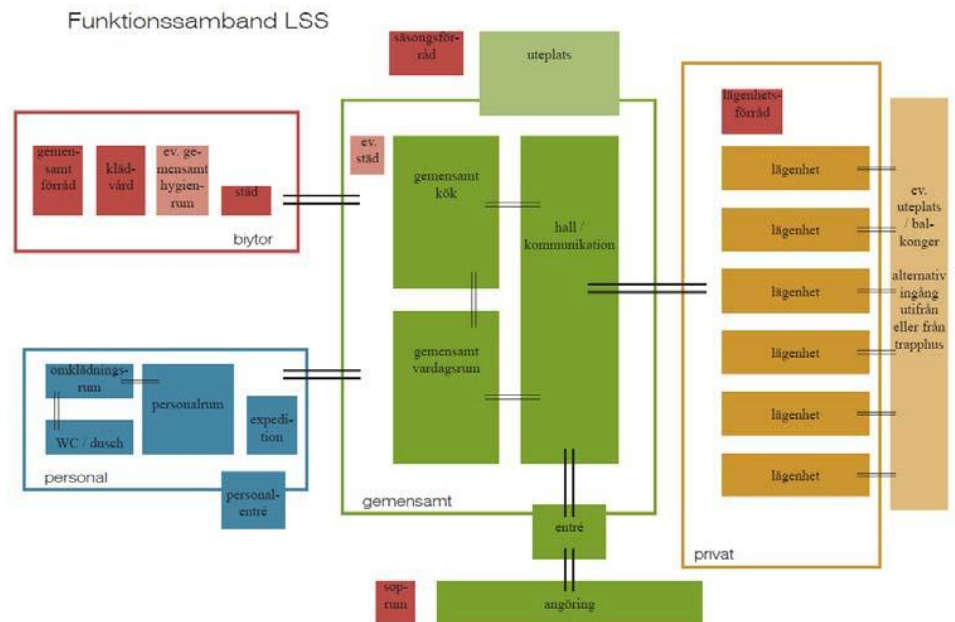 Funktionssamband LSS
säsongsför-
råd
uteplats
gemen-
samt
förråd
kläd-
vård
ev. ge-
mensamt
hygien-
rum
städ
biytor
ev.
städ
gemensamt
kök
hall /
kommunikation
gemensamt
vardagsrum
omklädnings-
rum
personalrum
WC / dusch
expedi-
tion
personal
personal-
entré
gemensamt
entré
sop-
rum
angöring
lägenhets-
förråd
lägenhet
lägenhet
lägenhet
lägenhet
lägenhet
lägenhet
privat
ev.
uteplats
/ bal-
konger
alternativ
ingång
utifrån
eller från
trapphus